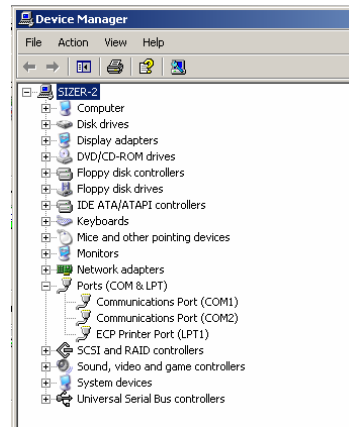 Device Manager
File Action View Help
SIZER-2
Computer
Disk drives
Display adapters
DVD/CD-ROM drives
Floppy disk controllers
Floppy disk drives
IDE ATA/ATAPI controllers
Keyboards
Mice and other pointing devices
Monitors
Network adapters
Ports (COM & LPT)
Communications Port (COM1)
Communications Port (COM2)
ECP Printer Port (LPT1)
SCSI and RAID controllers
Sound, video and game controllers
System devices
Universal Serial Bus controllers